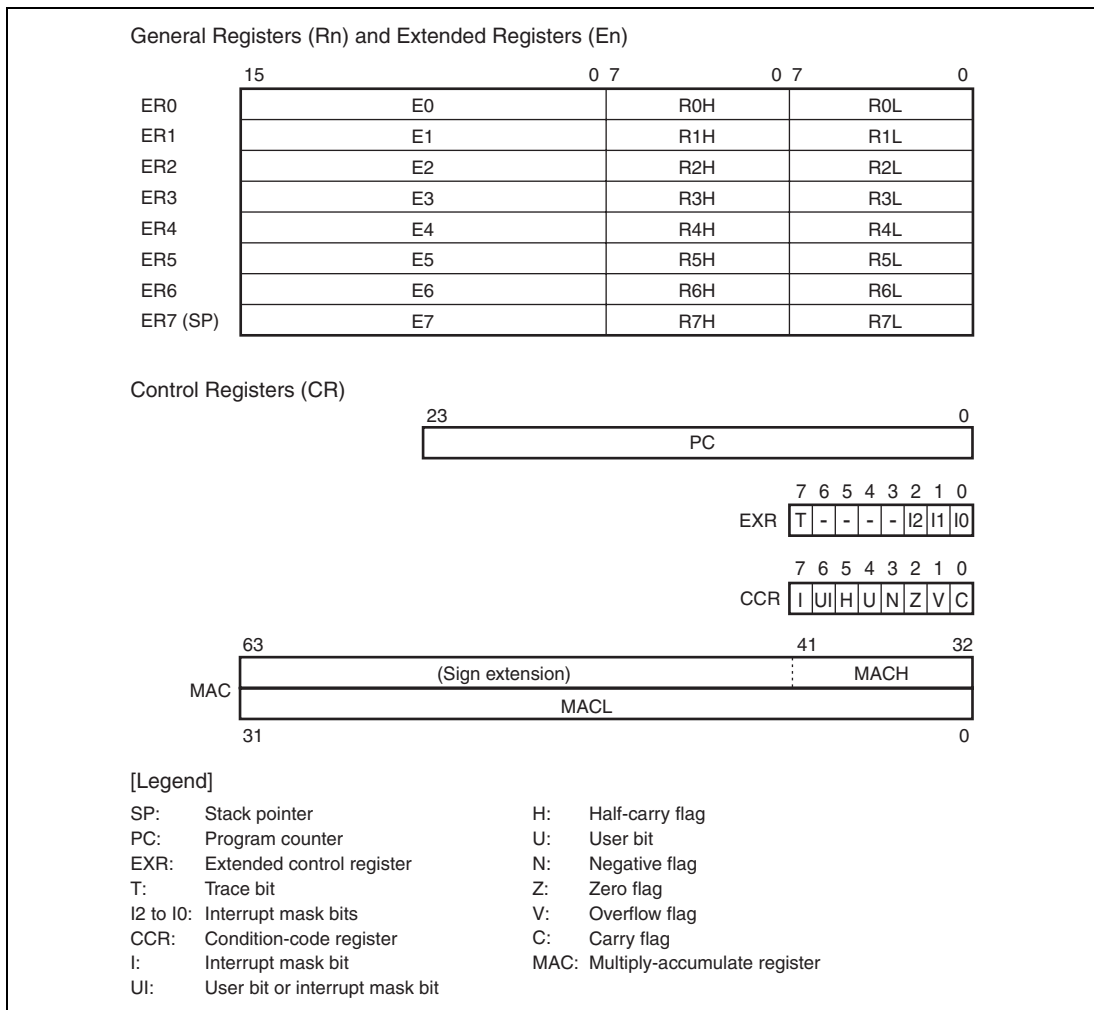 General Registers (Rn) and Extended Registers (En)
15 0 7 0 7 0
ER0 E0 R0H R0L
ER1 E1 R1H R1L
ER2 E2 R2H R2L
ER3 E3 R3H R3L
ER4 E4 R4H R4L
ER5 E5 R5H R5L
ER6 E6 R6H R6L
ER7 (SP) E7 R7H R7L
Control Registers (CR)
23 0
PC
7 6 5 4 3 2 1 0
EXR T - - - - I2 I1 I0
7 6 5 4 3 2 1 0
CCR I UI H U N Z V C
63 41 32
(Sign extension) MACH
MAC
MACL
31 0
[Legend]
SP: Stack pointer
PC: Program counter
EXR: Extended control register
T: Trace bit
I2 to I0: Interrupt mask bits
CCR: Condition-code register
I: Interrupt mask bit
UI: User bit or interrupt mask bit
H: Half-carry flag
U: User bit
N: Negative flag
Z: Zero flag
V: Overflow flag
C: Carry flag
MAC: Multiply-accumulate register